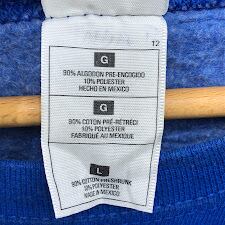 12
G
90% ALGODON PRE-ENCOGIDO
10% POLIESTER
HECHO EN MEXICO
G
90% COTON PRÉ-RÉTRÉCI
10% POLYESTER
FABRIQUÉ AU MEXIQUE
L
90% COTTON PRESHRUNK
10% POLYESTER
MADE IN MEXICO